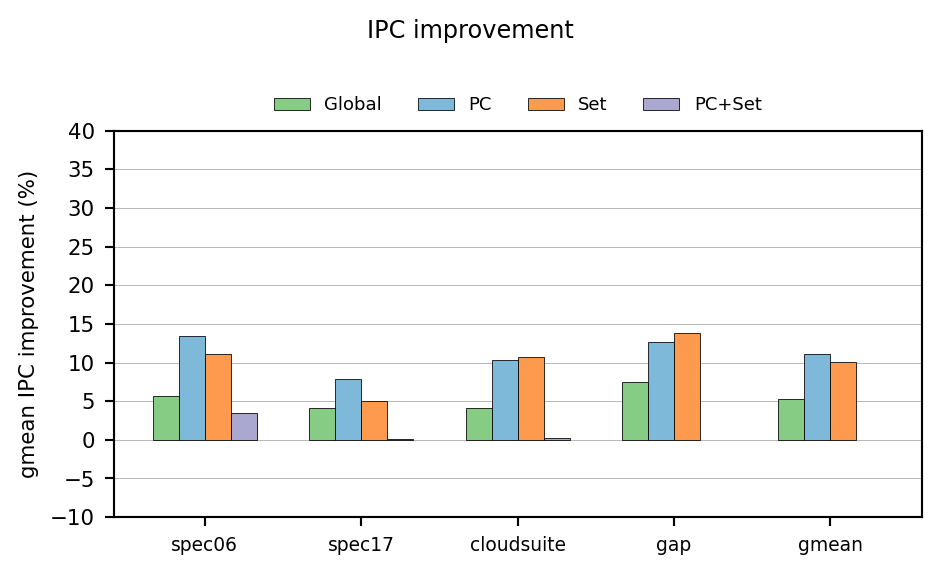 IPC improvement
Global PC Set PC+Set
gmean IPC improvement (%)
40
35
30
25
20
15
10
5
0
−5
−10
spec06 spec17 cloudsuite gap gmean